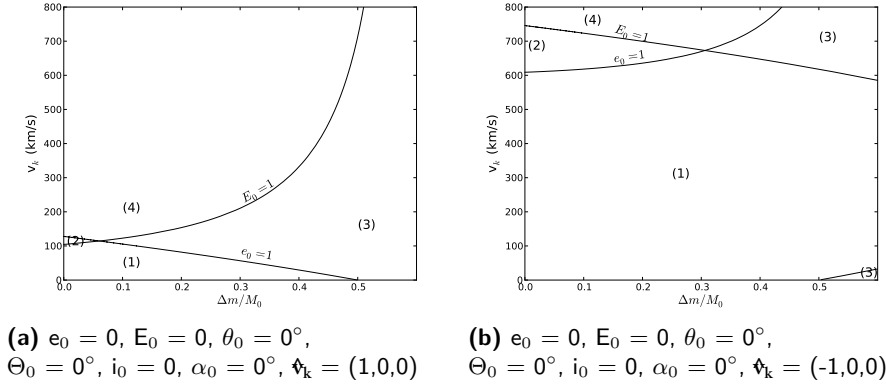 800
700
600
500
400
300
200
100
0
v_k (km/s)
(4)
E_0=1
(3)
(2)
(1)
e_0=1
0.0 0.1 0.2 0.3 0.4 0.5
Δm/M_0
800
700
600
500
400
300
200
100
0
v_k (km/s)
(4)
E_0=1
(3)
(2)
e_0=1
(1)
(3)
0.0 0.1 0.2 0.3 0.4 0.5
Δm/M_0
(a) e_0 = 0, E_0 = 0, θ_0 = 0°,
Θ_0 = 0°, i_0 = 0, α_0 = 0°, v̂_k = (1,0,0)
(b) e_0 = 0, E_0 = 0, θ_0 = 0°,
Θ_0 = 0°, i_0 = 0, α_0 = 0°, v̂_k = (-1,0,0)